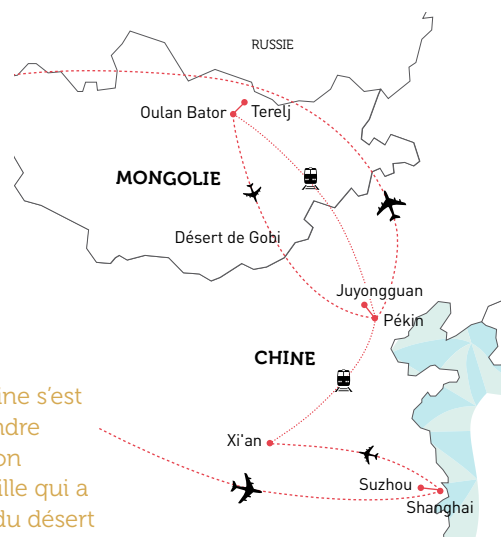 RUSSIE
Oulan Bator
Terelj
MONGOLIE
Désert de Gobi
Juyongguan
Pékin
CHINE
Xi'an
Suzhou
Shanghai
ine s'est
ndre
on
ille qui a
du désert